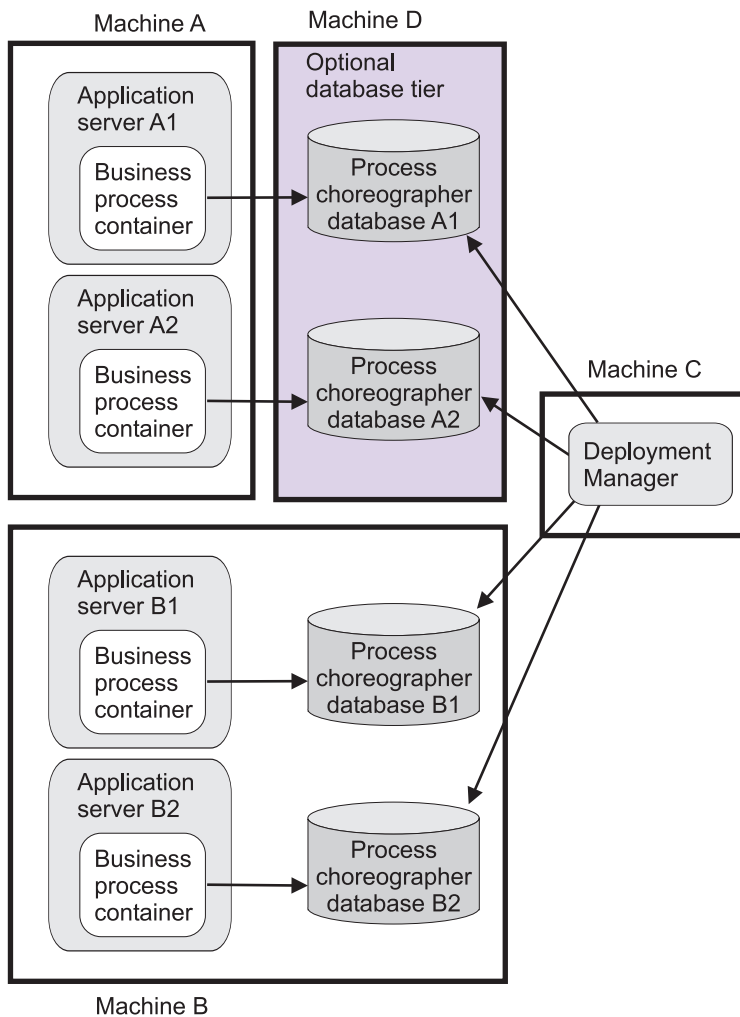 Machine A
Machine D
Application
server A1
Business
process
container
Application
server A2
Business
process
container
Optional
database tier
Process
choreographer
database A1
Process
choreographer
database A2
Machine C
Deployment
Manager
Application
server B1
Business
process
container
Process
choreographer
database B1
Application
server B2
Business
process
container
Process
choreographer
database B2
Machine B